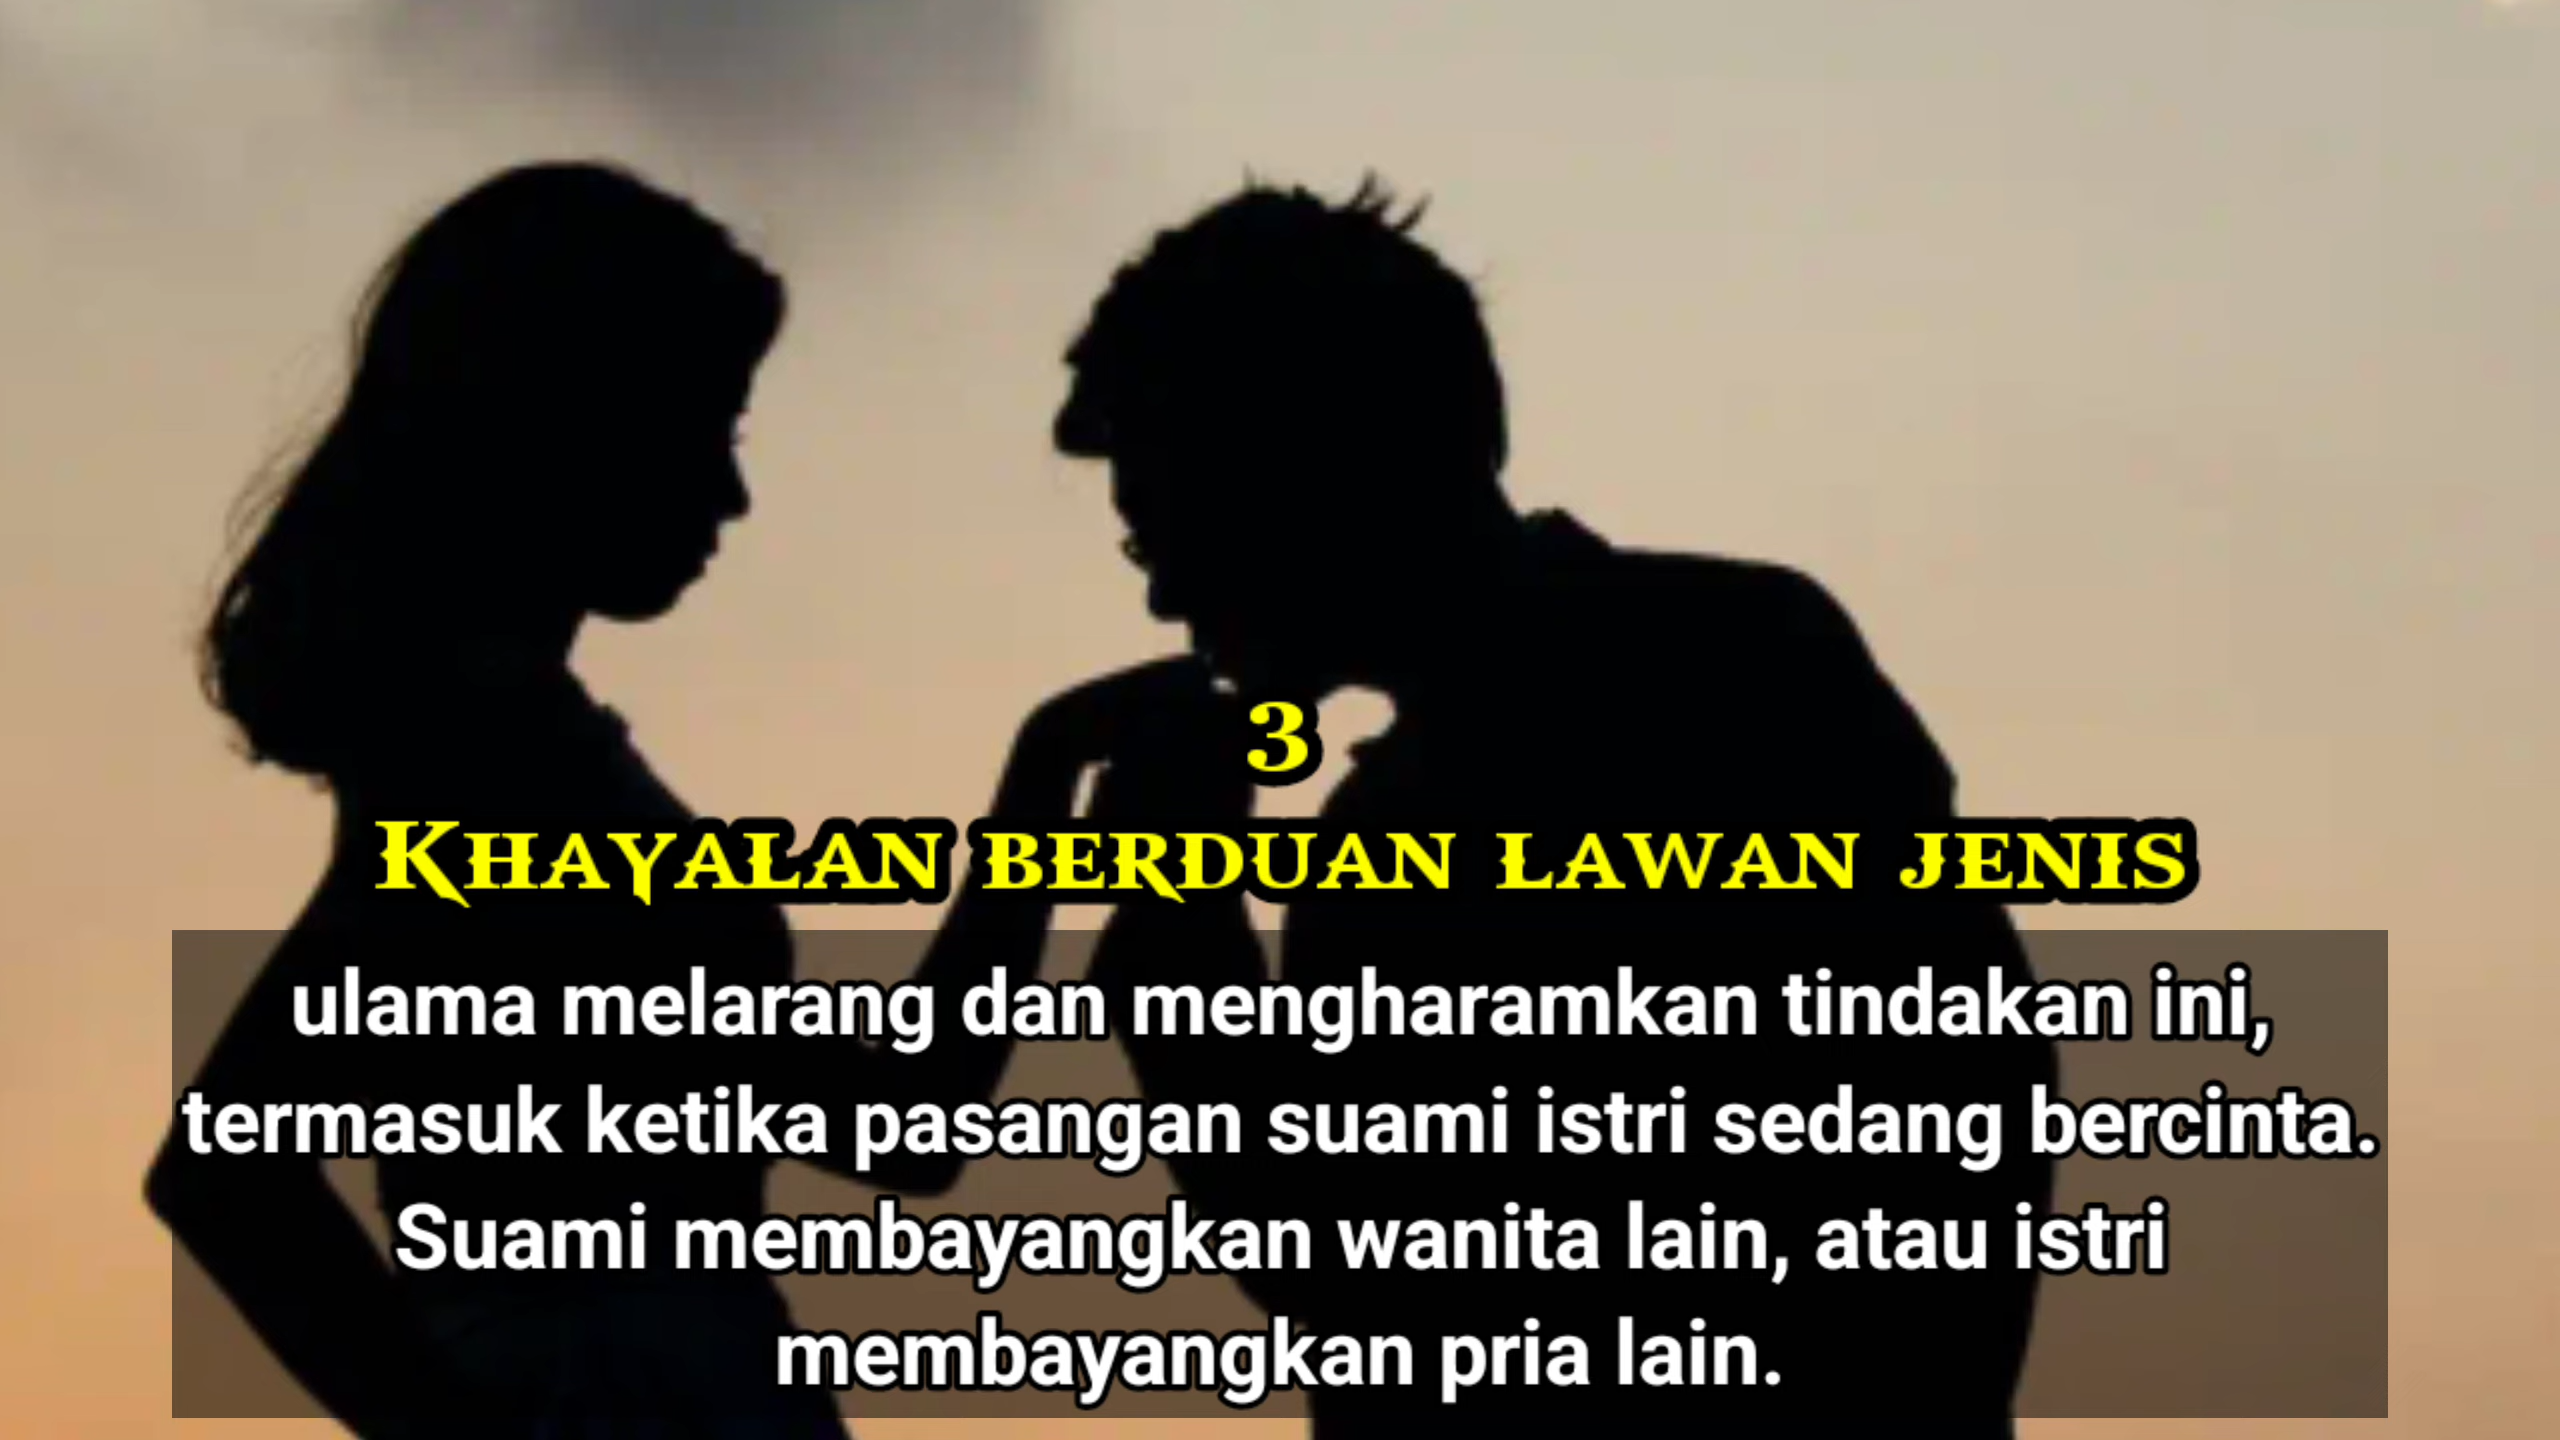 3
Khayalan berduan lawan jenis
ulama melarang dan mengharamkan tindakan ini,
termasuk ketika pasangan suami istri sedang bercinta.
Suami membayangkan wanita lain, atau istri
membayangkan pria lain.